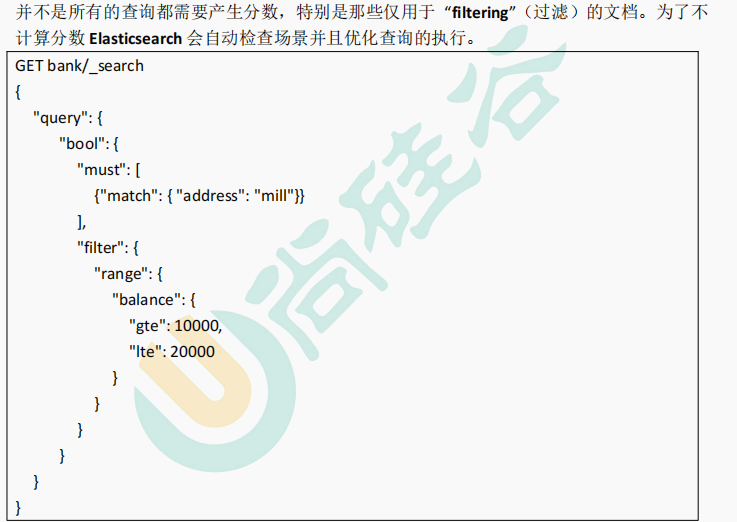 并不是所有的查询都需要产生分数，特别是那些仅用于 “filtering”（过滤）的文档。为了不
计算分数 Elasticsearch 会自动检查场景并且优化查询的执行。
GET bank/_search
{
"query": {
"bool": {
"must": [
{"match": { "address": "mill"}}
],
"filter": {
"range": {
"balance": {
"gte": 10000,
"lte": 20000
}
}
}
}
}
}
尚硅谷